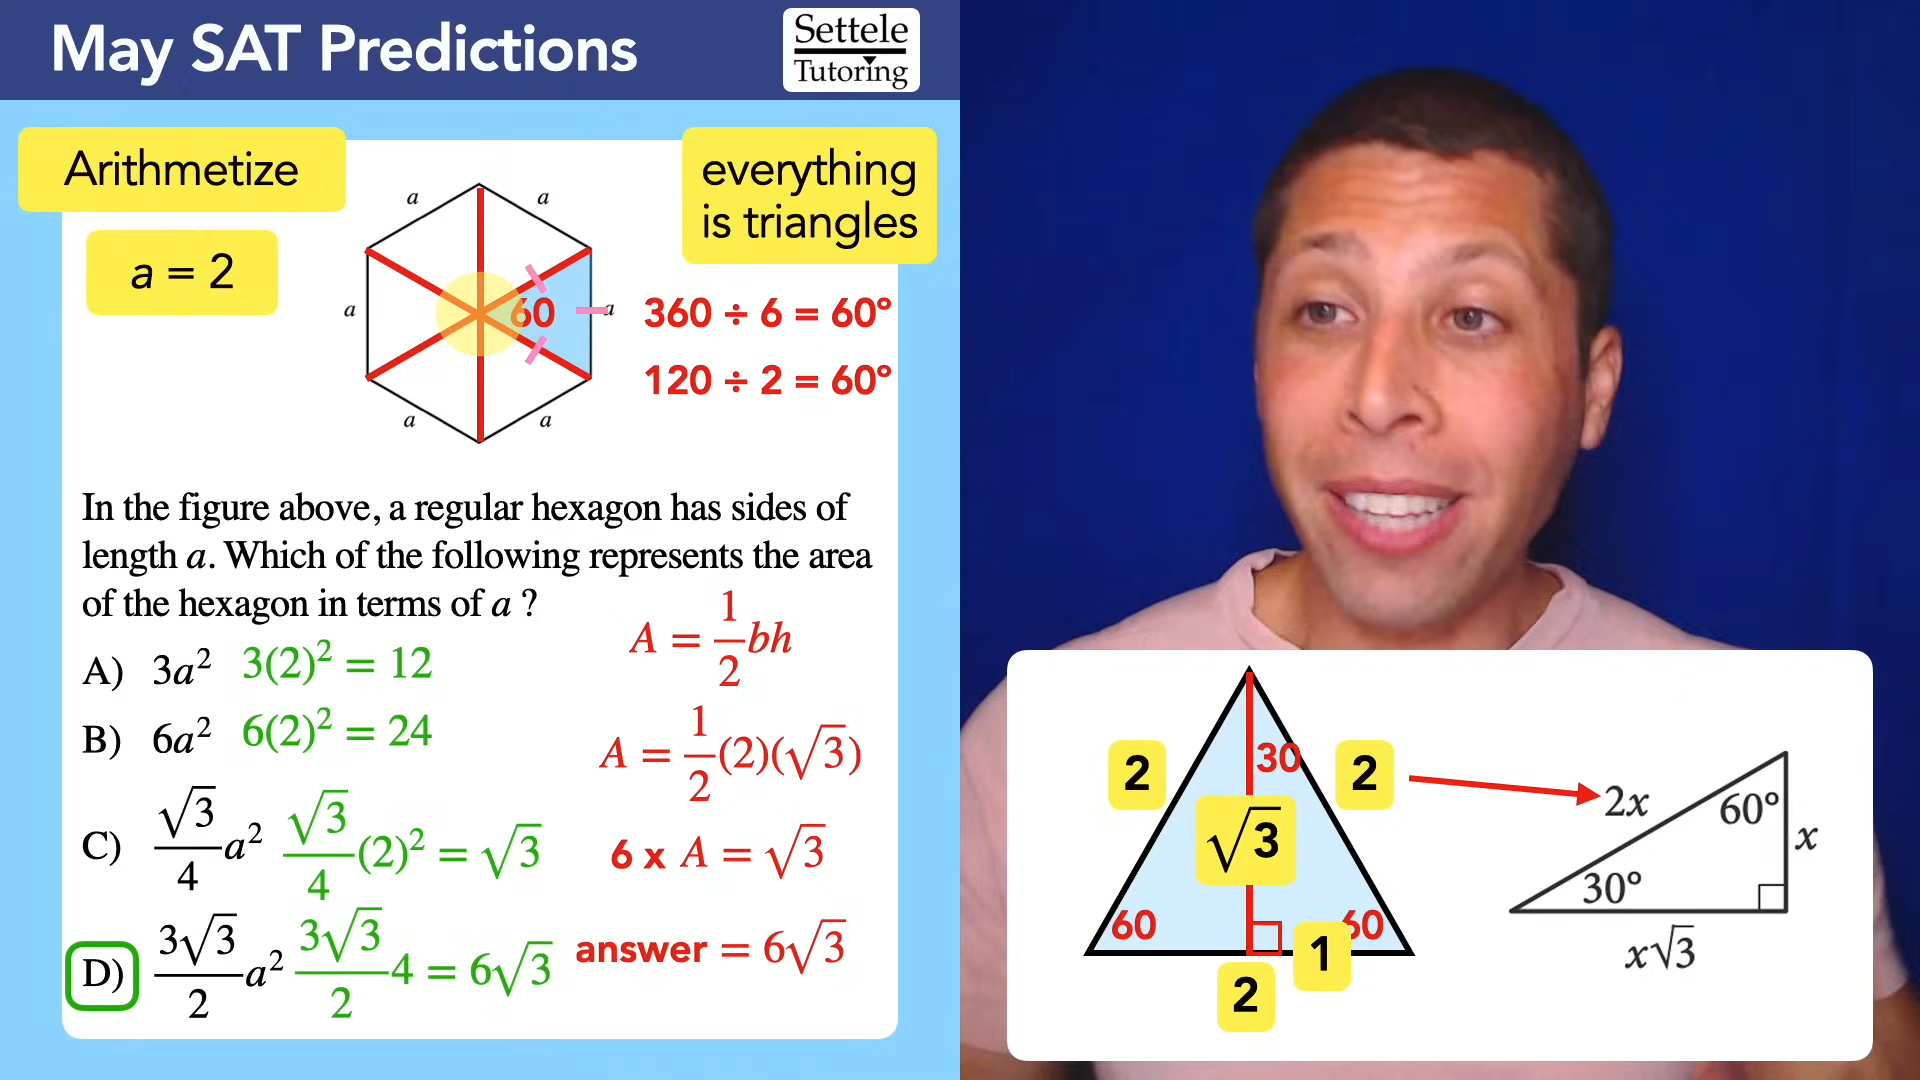 May SAT Predictions
Settele
Tutoring
Arithmetize
a = 2
everything
is triangles
a
a
a
a
a
a
60
360 ÷ 6 = 60°
120 ÷ 2 = 60°
In the figure above, a regular hexagon has sides of
length a. Which of the following represents the area
of the hexagon in terms of a ?
A = 1/2 bh
A) 3a² 3(2)² = 12
B) 6a² 6(2)² = 24
A = 1/2 (2)(√3)
C) √3/4 a² √3/4 (2)² = √3
6 x A = √3
D) 3√3/2 a² 3√3/2 4 = 6√3
answer = 6√3
2
30
2
√3
60
60
1
2
2x
60°
x
30°
x√3